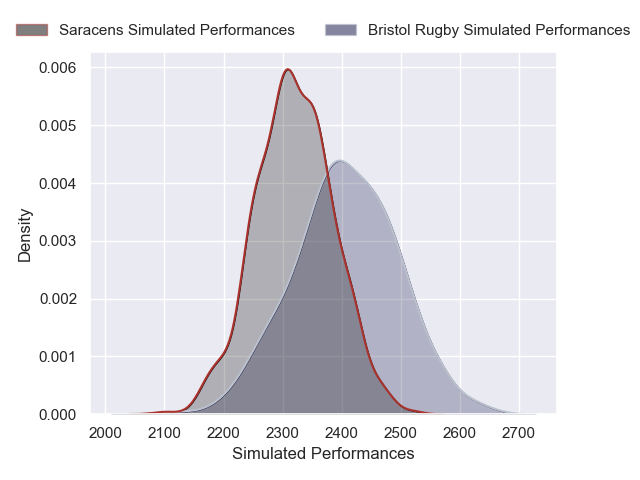 Saracens Simulated Performances
Bristol Rugby Simulated Performances
0.006
0.005
0.004
0.003
0.002
0.001
0.000
Density
2000 2100 2200 2300 2400 2500 2600 2700
Simulated Performances